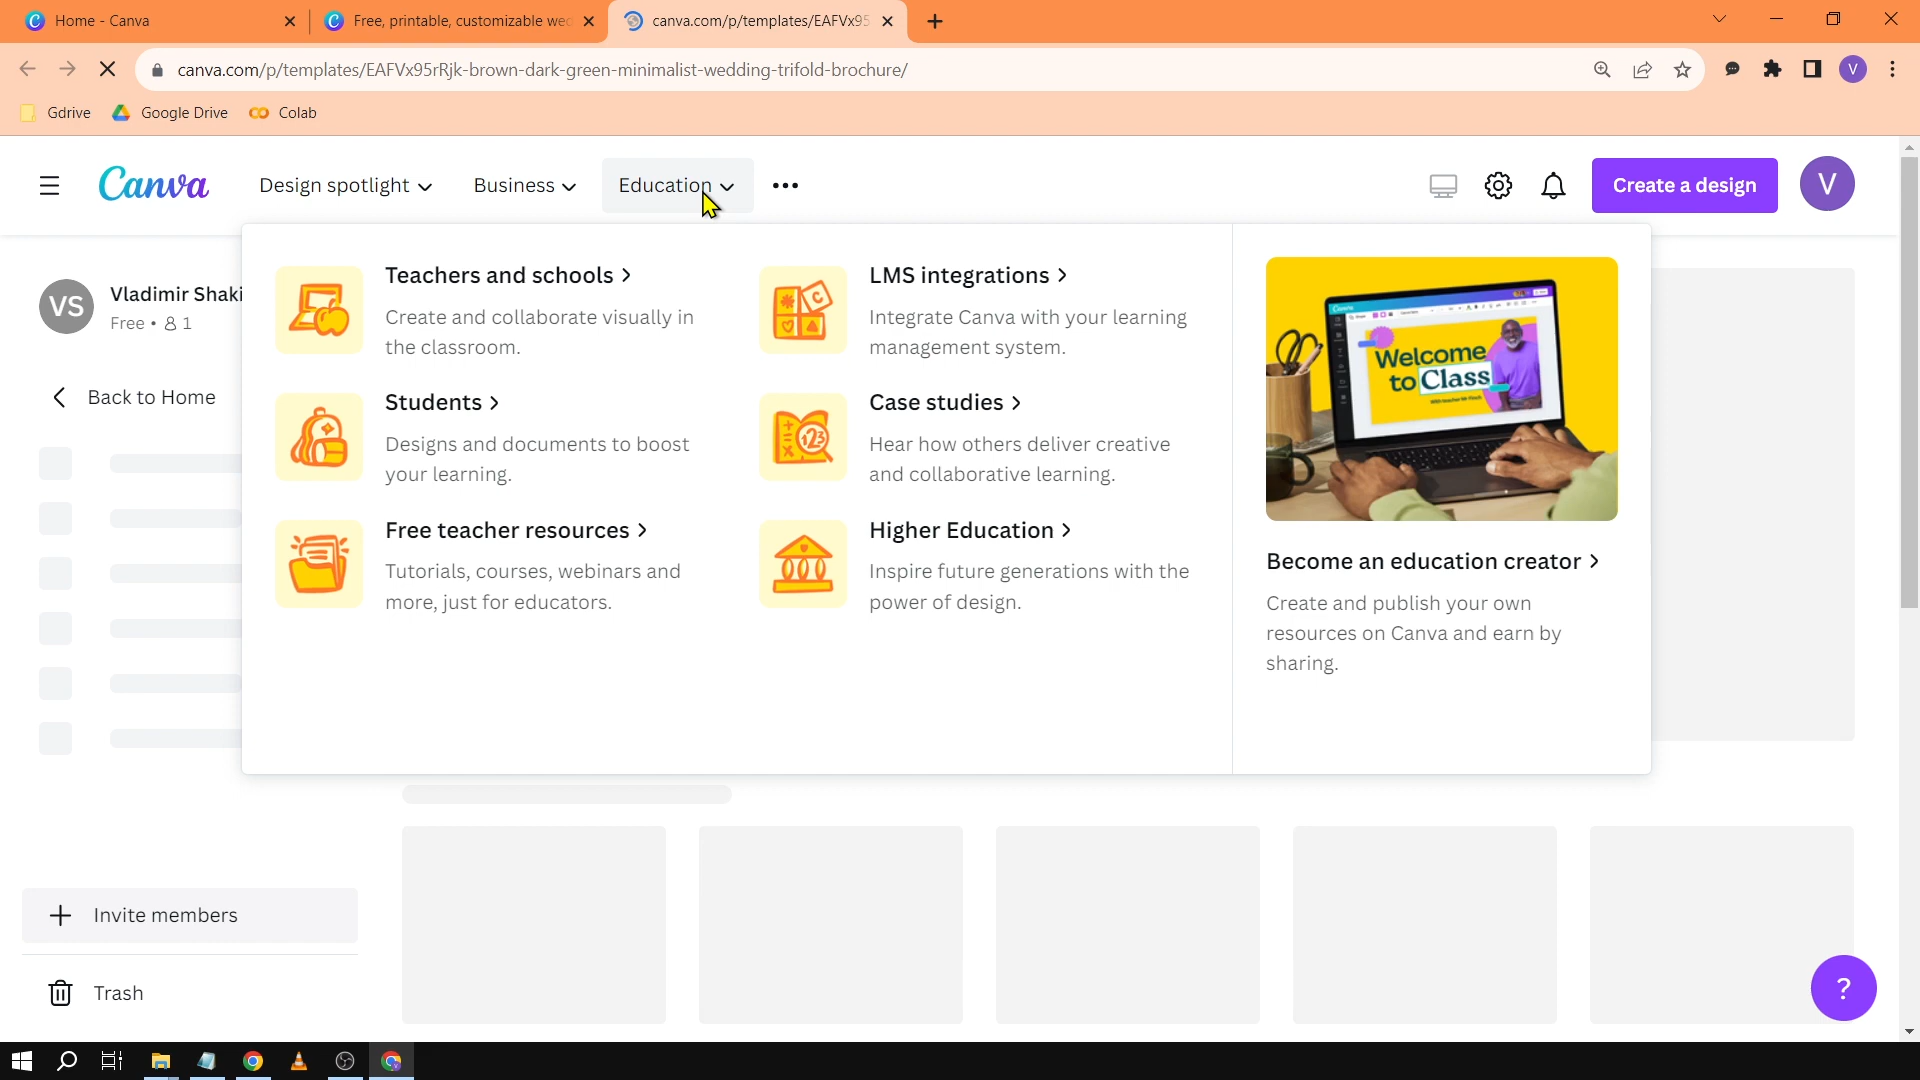 Home - Canva
Free, printable, customizable wed
canva.com/p/templates/EAFVx95
canva.com/p/templates/EAFVx95rRjk-brown-dark-green-minimalist-wedding-trifold-brochure/
V
Gdrive
Google Drive
Colab
Canva
Design spotlight
Business
Education
Create a design
V
VS
Vladimir Shaki
Free • 1
Back to Home
Invite members
Trash
Teachers and schools
Create and collaborate visually in
the classroom.
Students
Designs and documents to boost
your learning.
Free teacher resources
Tutorials, courses, webinars and
more, just for educators.
LMS integrations
Integrate Canva with your learning
management system.
Case studies
Hear how others deliver creative
and collaborative learning.
Higher Education
Inspire future generations with the
power of design.
Welcome
to Class
With teacher Mr Finch
Become an education creator
Create and publish your own
resources on Canva and earn by
sharing.
?